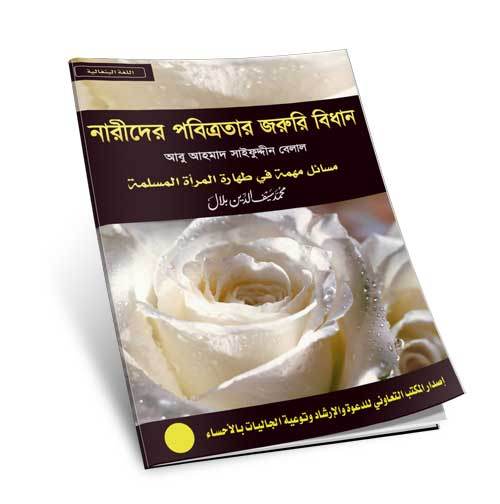 اللغة البنغالية
নারীদের পবিত্রতার জরুরি বিধান
আবু আহমাদ সাইফুদ্দীন বেলাল
مسائل مهمة في طهارة المرأة المسلمة
محمد سيف الدين بلال
إصدار المكتب التعاوني للدعوة والإرشاد وتوعية الجاليات بالأحساء